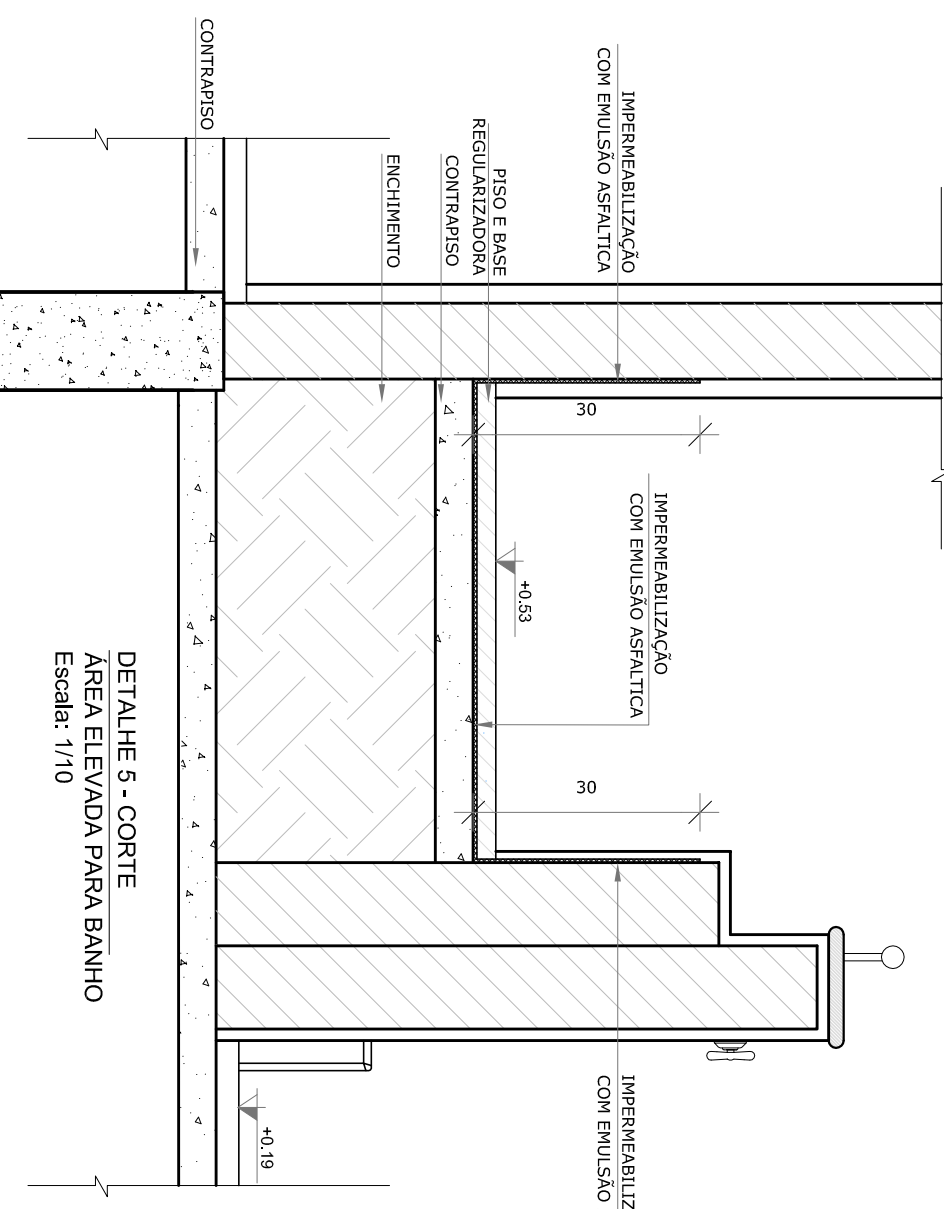 CONTRAPISO
IMPERMEABILIZAÇÃO
COM EMULSÃO ASFALTICA
PISO E BASE
REGULARIZADORA
CONTRAPISO
ENCHIMENTO
30
IMPERMEABILIZAÇÃO
COM EMULSÃO ASFALTICA
+0.53
30
IMPERMEABILIZ
COM EMULSÃO
+0.19
DETALHE 5 - CORTE
ÁREA ELEVADA PARA BANHO
Escala: 1/10